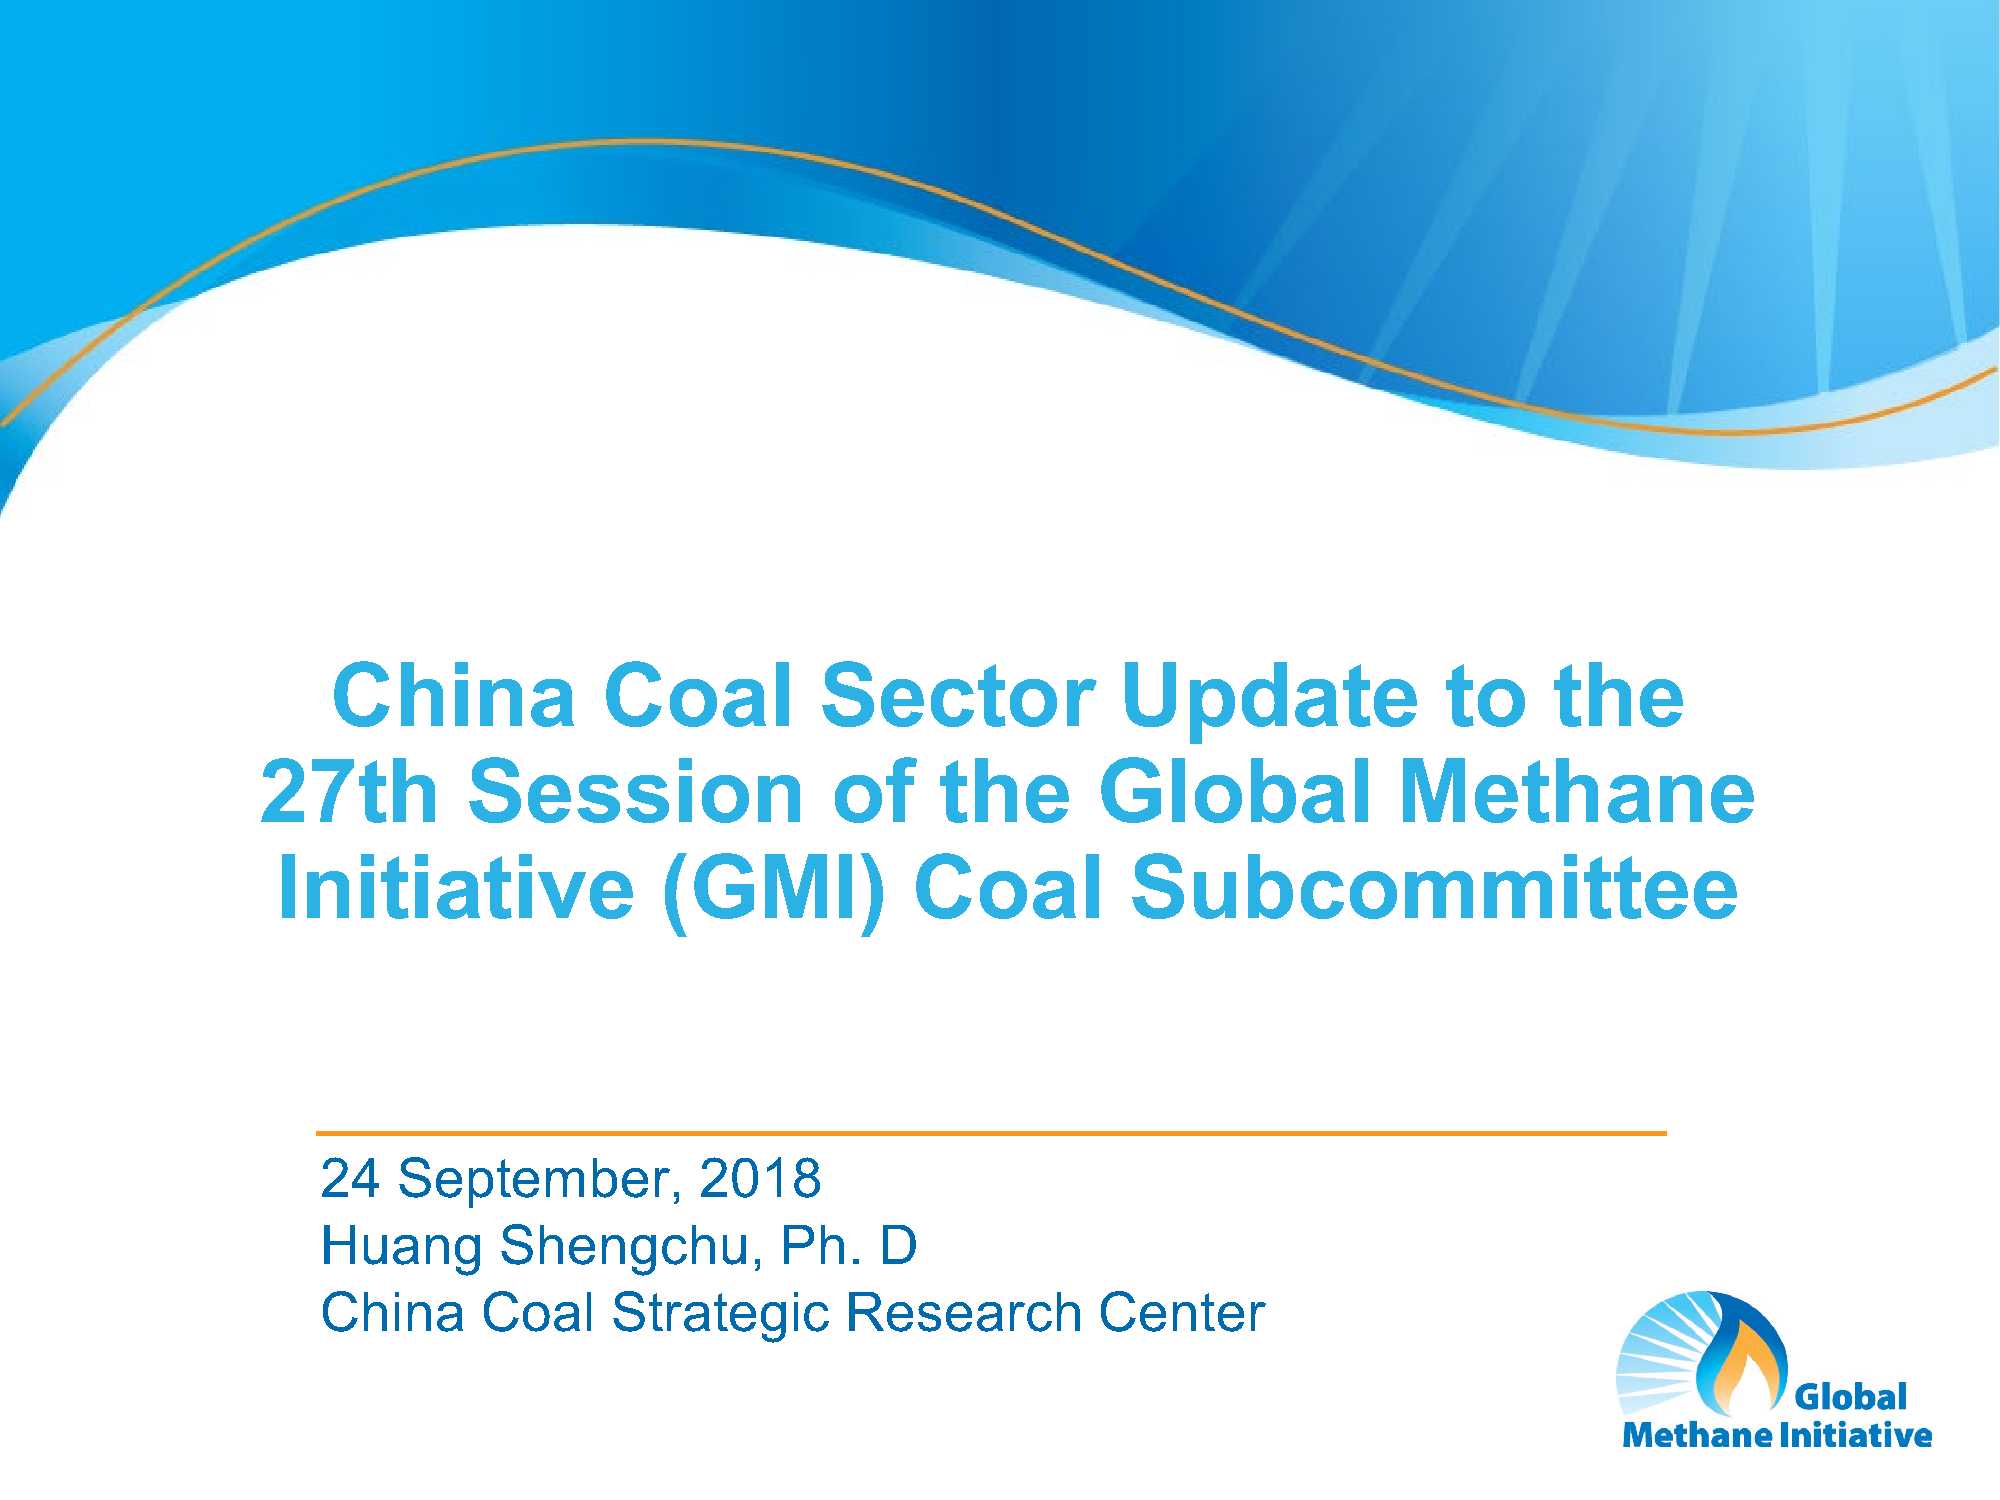 China Coal Sector Update to the
27th Session of the Global Methane
Initiative (GMI) Coal Subcommittee
24 September, 2018
Huang Shengchu, Ph. D
China Coal Strategic Research Center
Global
Methane Initiative